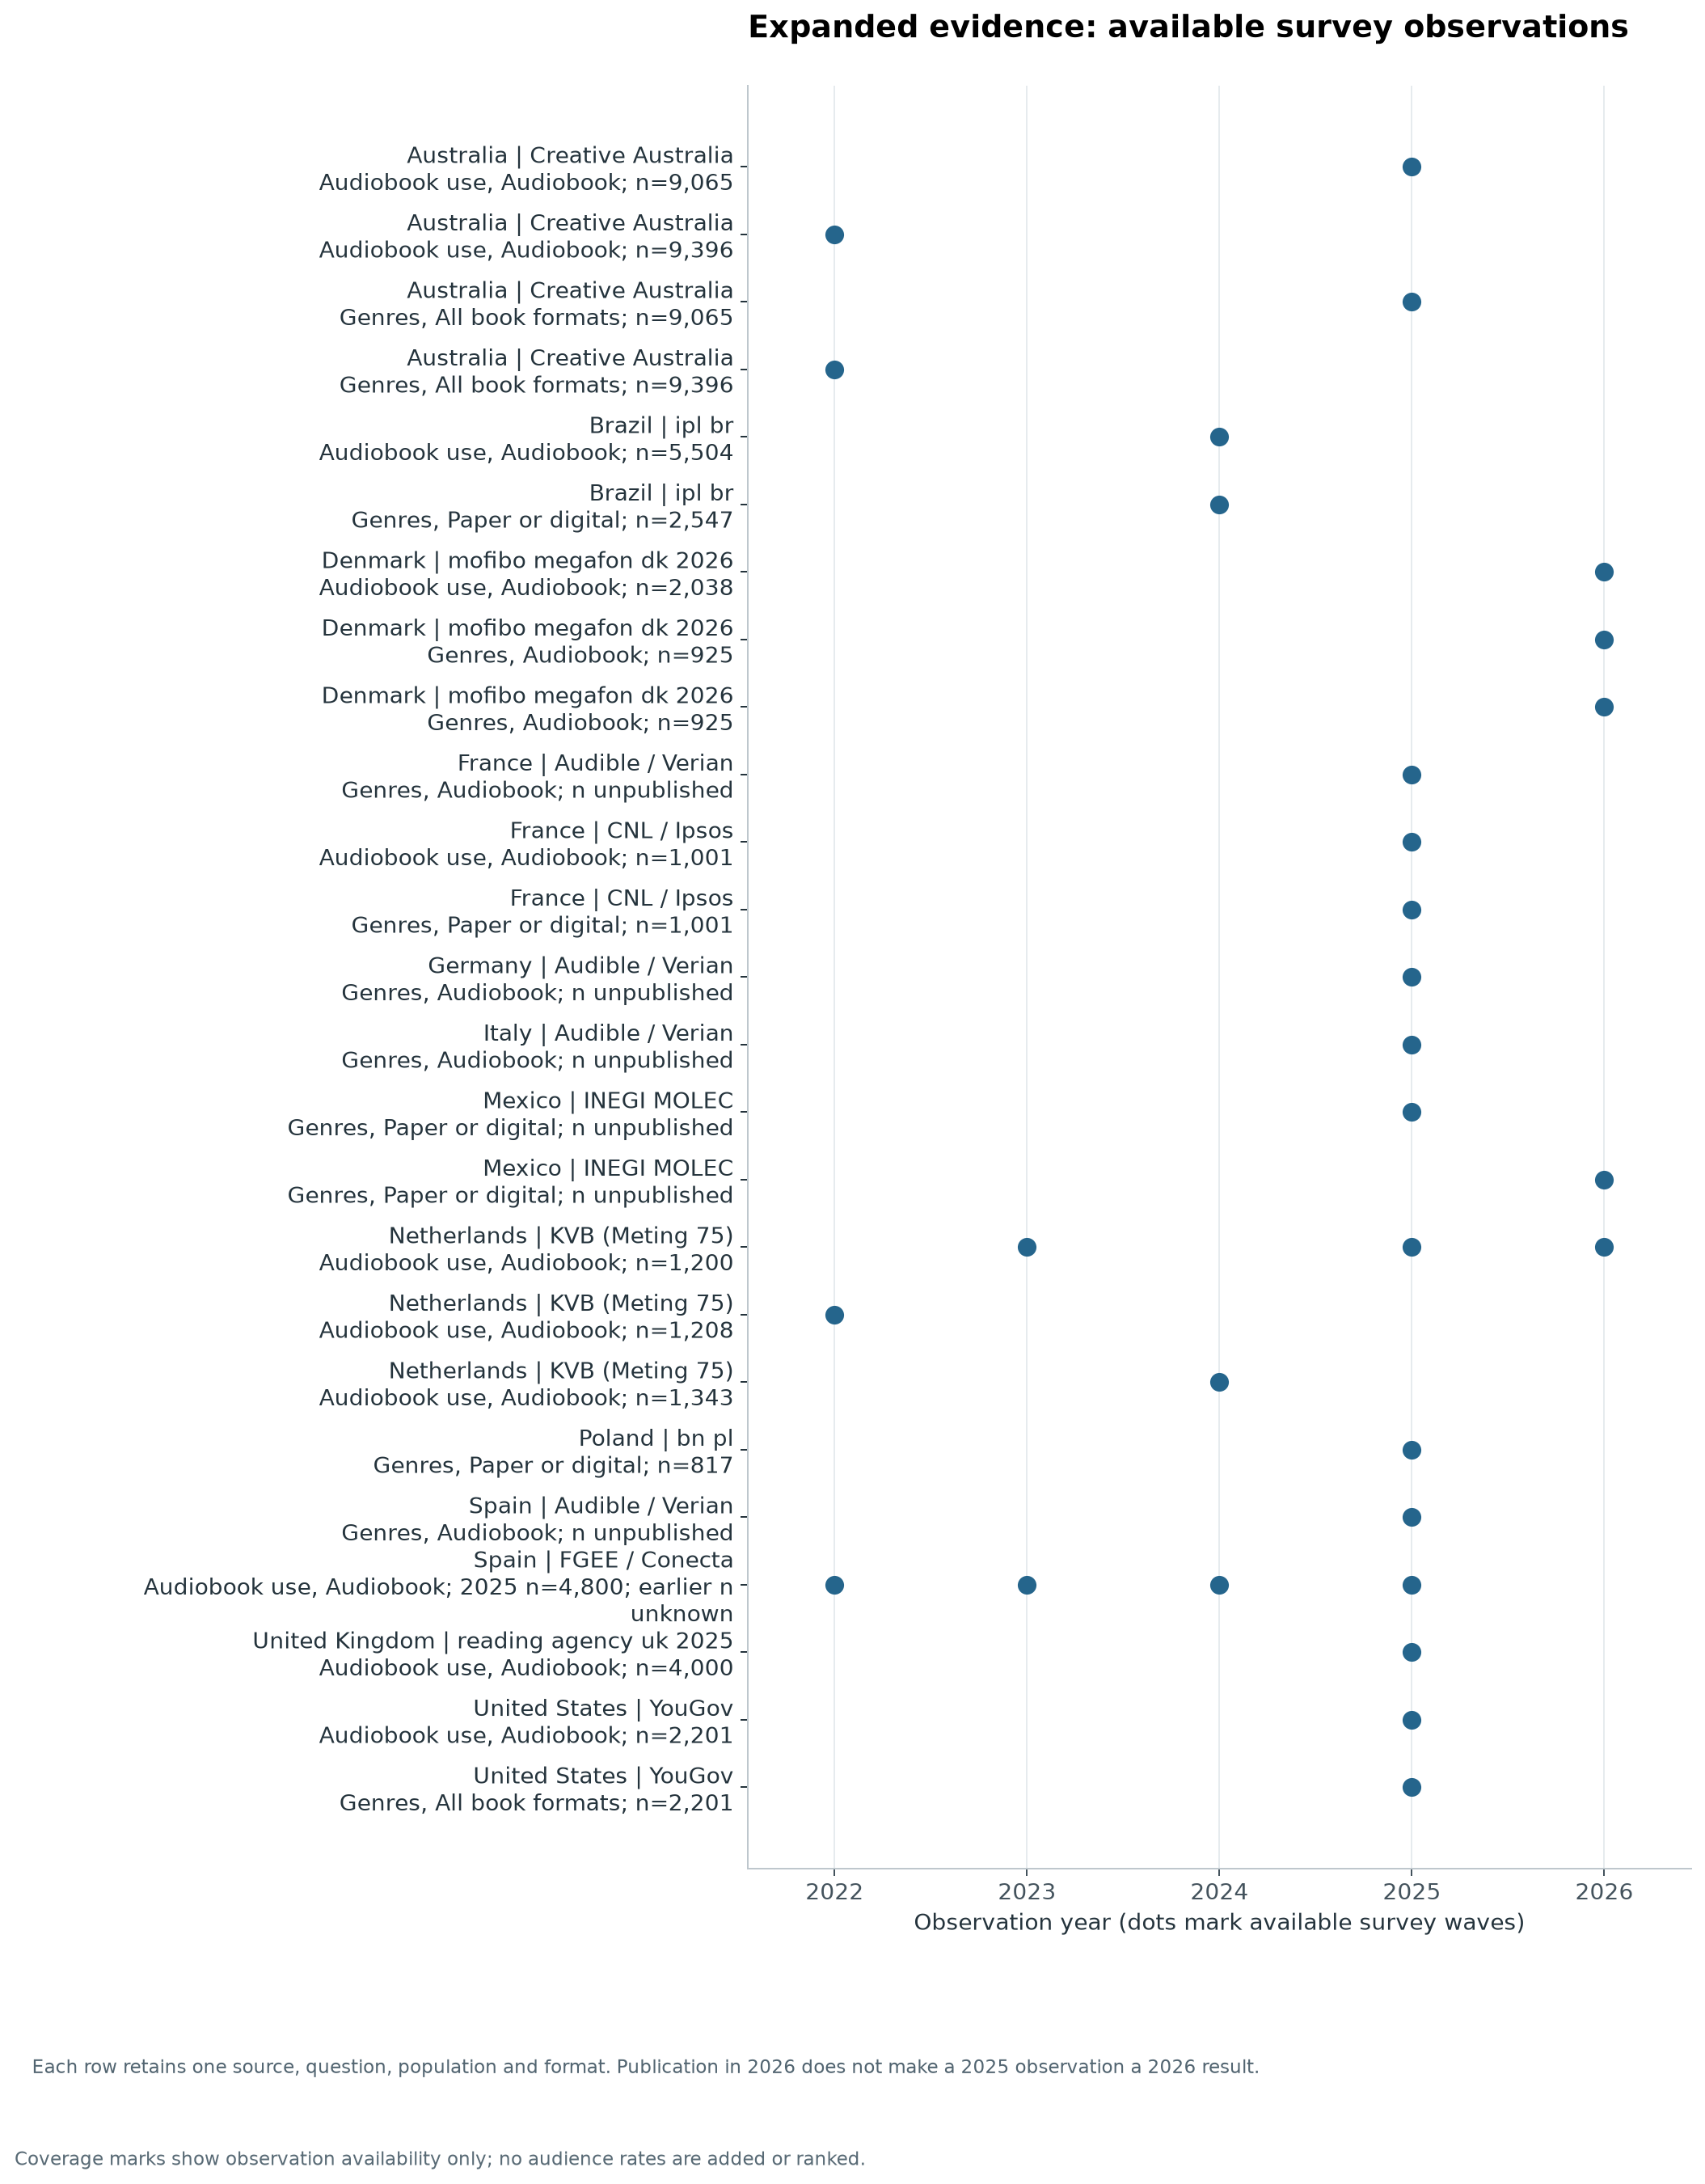 Expanded evidence: available survey observations
Australia | Creative Australia
Audiobook use, Audiobook; n=9,065
Australia | Creative Australia
Audiobook use, Audiobook; n=9,396
Australia | Creative Australia
Genres, All book formats; n=9,065
Australia | Creative Australia
Genres, All book formats; n=9,396
Brazil | ipl br
Audiobook use, Audiobook; n=5,504
Brazil | ipl br
Genres, Paper or digital; n=2,547
Denmark | mofibo megafon dk 2026
Audiobook use, Audiobook; n=2,038
Denmark | mofibo megafon dk 2026
Genres, Audiobook; n=925
Denmark | mofibo megafon dk 2026
Genres, Audiobook; n=925
France | Audible / Verian
Genres, Audiobook; n unpublished
France | CNL / Ipsos
Audiobook use, Audiobook; n=1,001
France | CNL / Ipsos
Genres, Paper or digital; n=1,001
Germany | Audible / Verian
Genres, Audiobook; n unpublished
Italy | Audible / Verian
Genres, Audiobook; n unpublished
Mexico | INEGI MOLEC
Genres, Paper or digital; n unpublished
Mexico | INEGI MOLEC
Genres, Paper or digital; n unpublished
Netherlands | KVB (Meting 75)
Audiobook use, Audiobook; n=1,200
Netherlands | KVB (Meting 75)
Audiobook use, Audiobook; n=1,208
Netherlands | KVB (Meting 75)
Audiobook use, Audiobook; n=1,343
Poland | bn pl
Genres, Paper or digital; n=817
Spain | Audible / Verian
Genres, Audiobook; n unpublished
Spain | FGEE / Conecta
Audiobook use, Audiobook; 2025 n=4,800; earlier n
unknown
United Kingdom | reading agency uk 2025
Audiobook use, Audiobook; n=4,000
United States | YouGov
Audiobook use, Audiobook; n=2,201
United States | YouGov
Genres, All book formats; n=2,201
2022 2023 2024 2025 2026
Observation year (dots mark available survey waves)
Each row retains one source, question, population and format. Publication in 2026 does not make a 2025 observation a 2026 result.
Coverage marks show observation availability only; no audience rates are added or ranked.